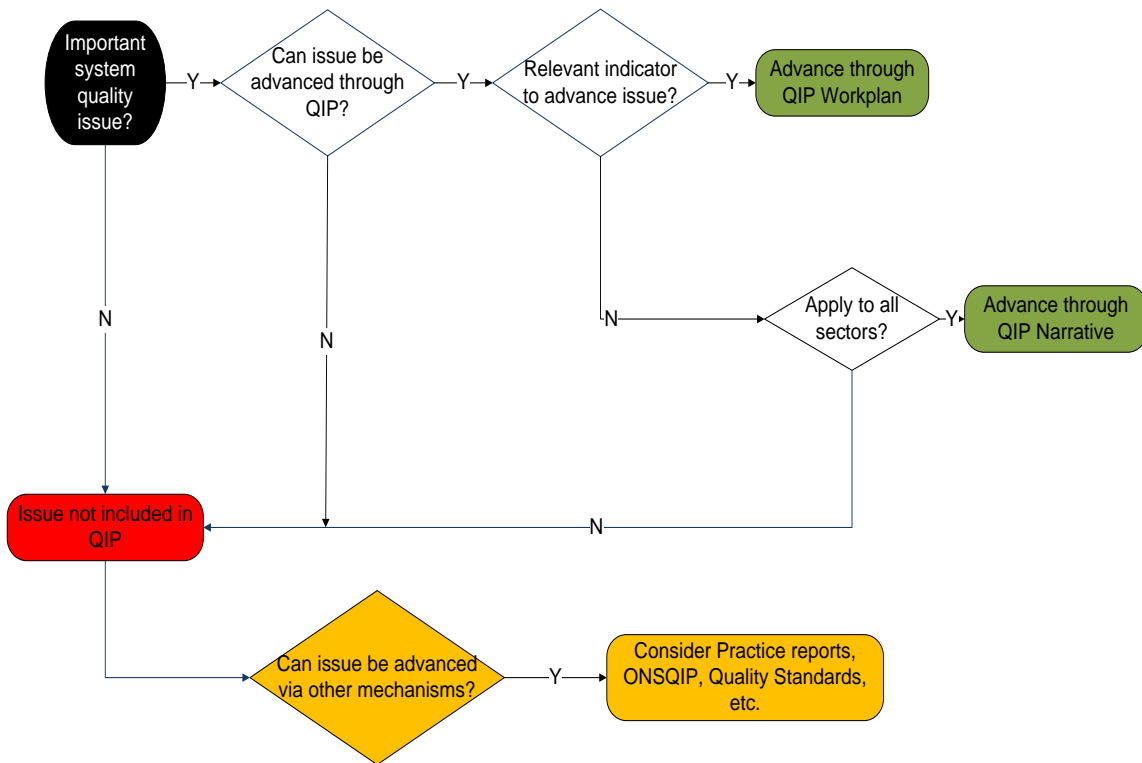 Important
system
quality
issue?
Y
Can issue be
advanced through
QIP?
Y
Relevant indicator
to advance issue?
Y
Advance through
QIP Workplan
N
N
N
Apply to all
sectors?
Y
Advance through
QIP Narrative
Issue not included in
QIP
N
Can issue be advanced
via other mechanisms?
Y
Consider Practice reports,
ONSQIP, Quality Standards,
etc.